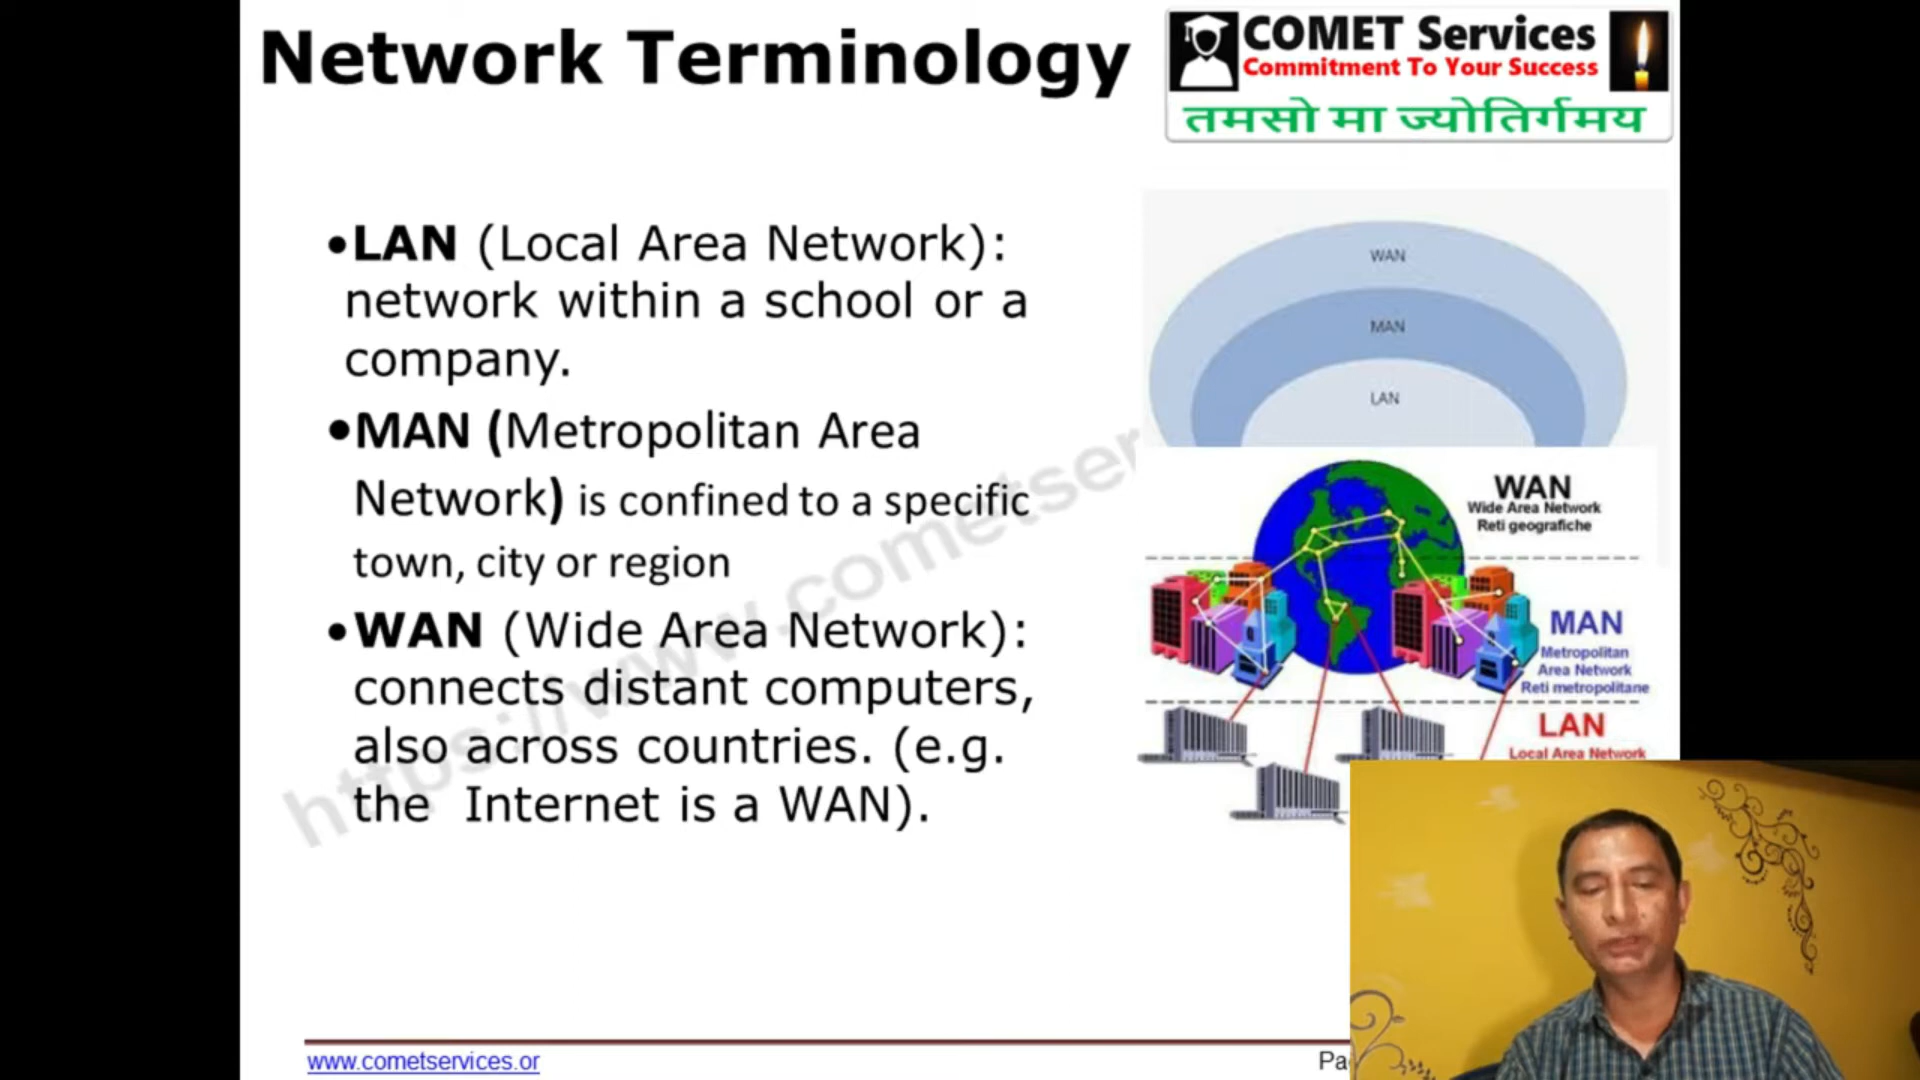 Network Terminology
COMET Services
Commitment To Your Success
तमसो मा ज्योतिर्गमय
•LAN (Local Area Network):
network within a school or a
company.
•MAN (Metropolitan Area
Network) is confined to a specific
town, city or region
•WAN (Wide Area Network):
connects distant computers,
also across countries. (e.g.
the Internet is a WAN).
WAN
MAN
LAN
WAN
Wide Area Network
Reti geografiche
MAN
Metropolitan
Area Network
Reti metropolitane
LAN
Local Area Network
https://www.cometser
www.cometservices.or